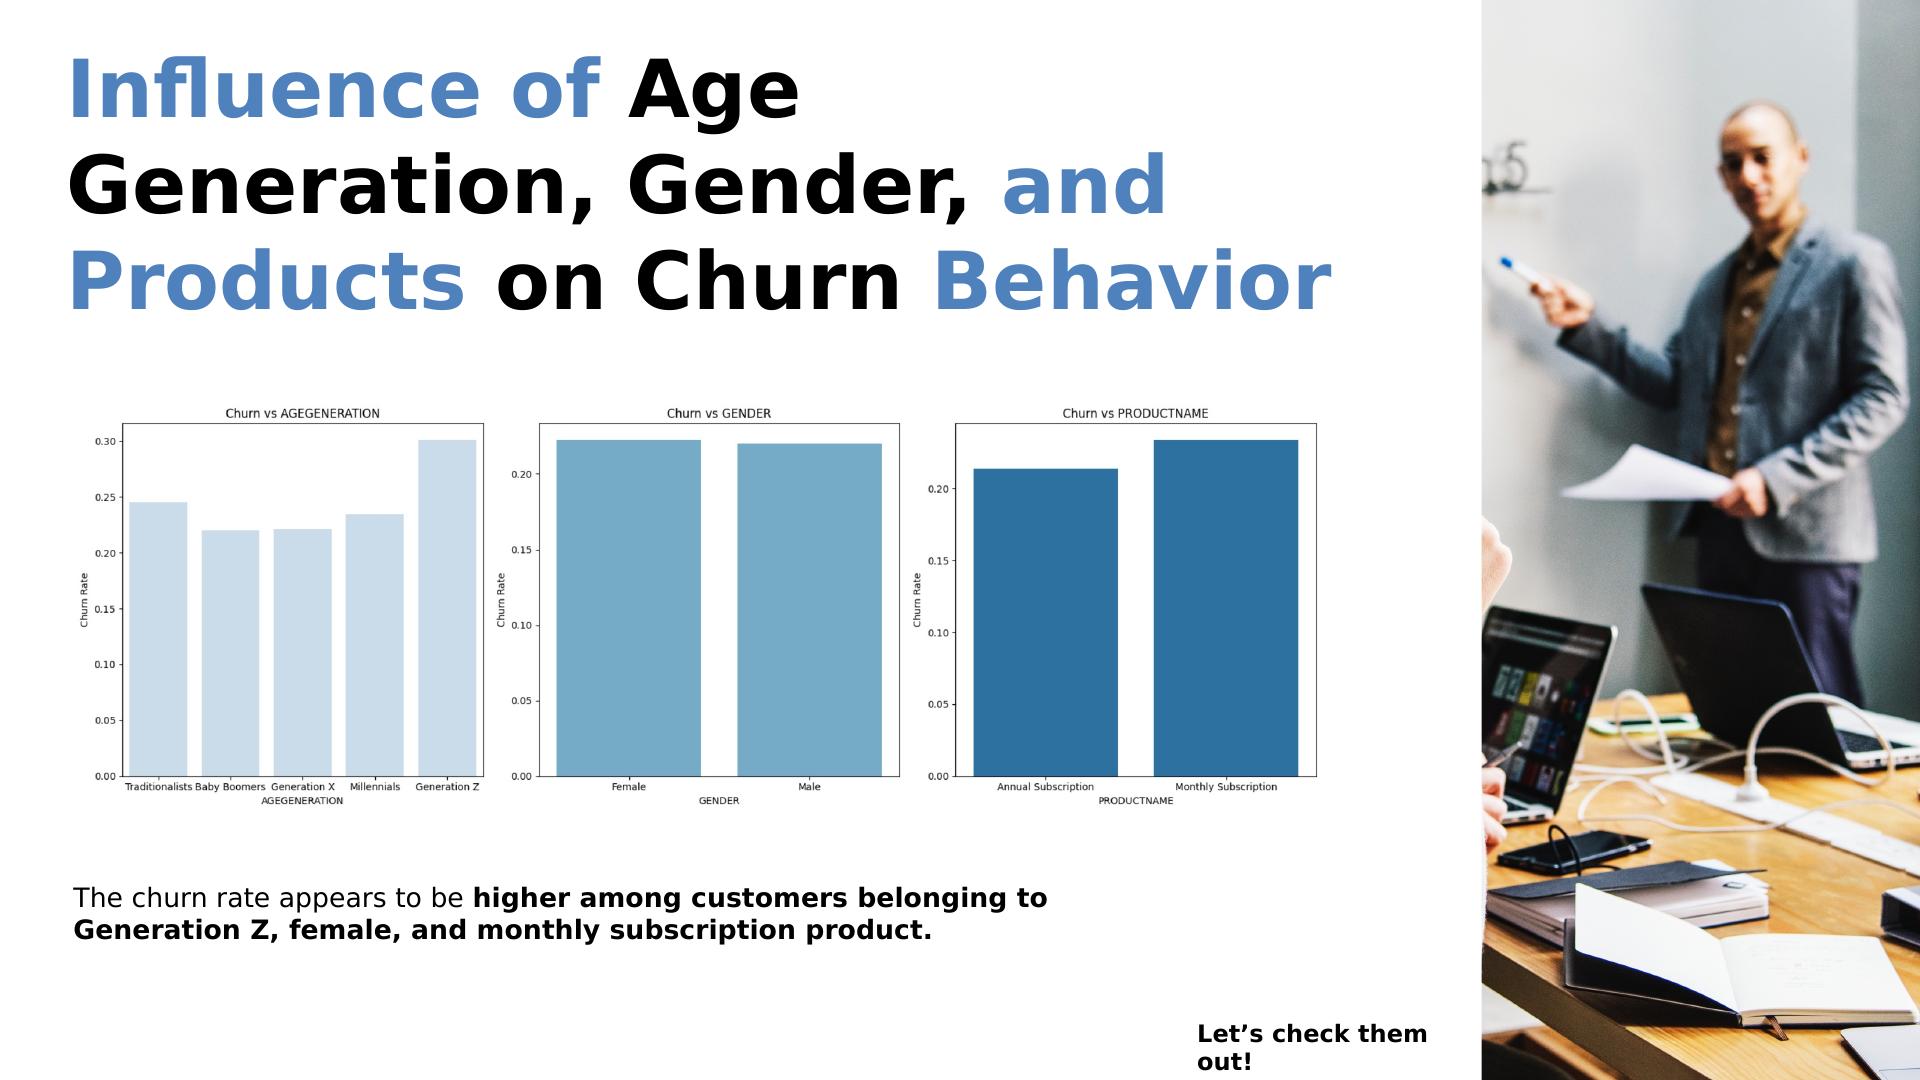 Influence of Age
Generation, Gender, and
Products on Churn Behavior
Churn vs AGEGENERATION
0.30
0.25
0.20
0.15
0.10
0.05
0.00
Churn Rate
Traditionalists Baby Boomers Generation X Millennials Generation Z
AGEGENERATION
Churn vs GENDER
0.20
0.15
0.10
0.05
0.00
Churn Rate
Female Male
GENDER
Churn vs PRODUCTNAME
0.20
0.15
0.10
0.05
0.00
Churn Rate
Annual Subscription Monthly Subscription
PRODUCTNAME
The churn rate appears to be higher among customers belonging to
Generation Z, female, and monthly subscription product.
Let’s check them
out!